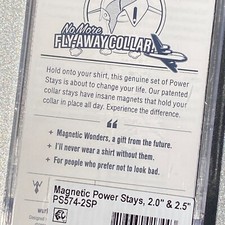 No More
FLY-AWAY COLLAR
Hold onto your shirt, this genuine set of Power
Stays is about to change your life. Our patented
collar stays have insane magnets that hold your
collar in place all day. Experience the difference.
+ Magnetic Wonders, a gift from the future.
+ I'll never wear a shirt without them.
+ For people who prefer not to look bad.
Magnetic Power Stays, 2.0" & 2.5"
PS574-2SP